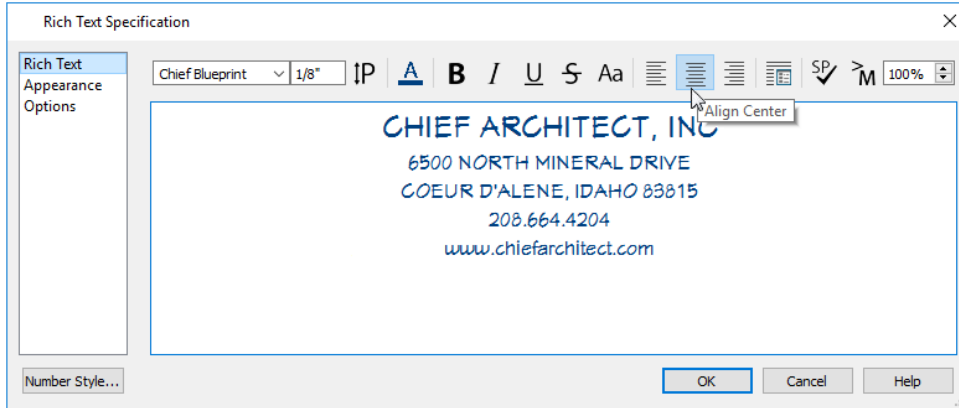 Rich Text Specification
Rich Text
Appearance
Options
Chief Blueprint 1/8" P A B I U S Aa SP M 100%
Align Center
CHIEF ARCHITECT, INC
6500 NORTH MINERAL DRIVE
COEUR D'ALENE, IDAHO 83815
208.664.4204
www.chiefarchitect.com
Number Style... OK Cancel Help